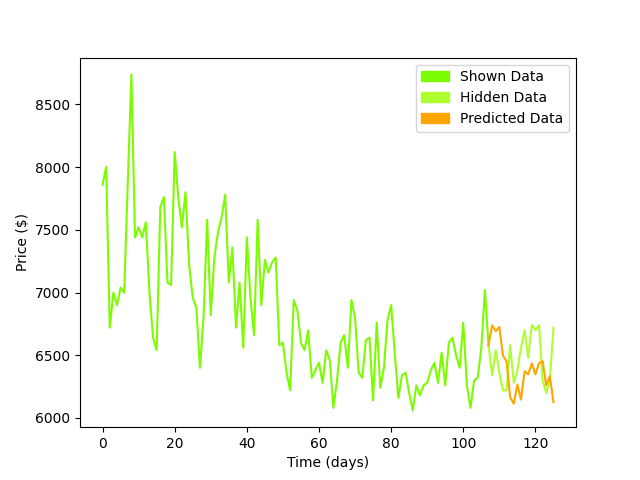 Shown Data
Hidden Data
Predicted Data
8500
8000
7500
7000
6500
6000
Price ($)
0 20 40 60 80 100 120
Time (days)